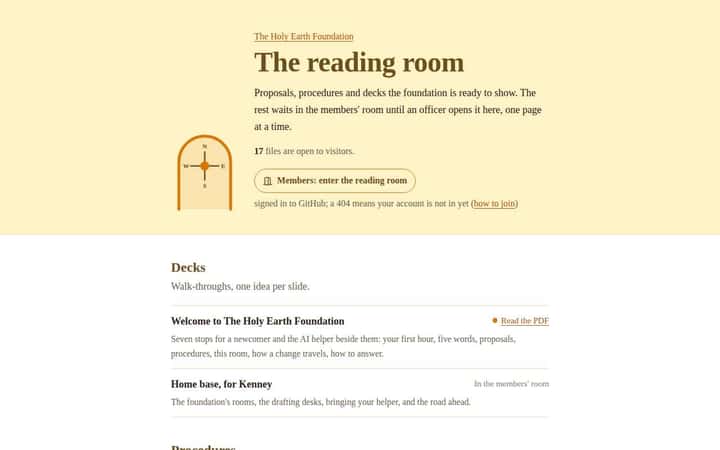 The Holy Earth Foundation
The reading room
Proposals, procedures and decks the foundation is ready to show. The
rest waits in the members' room until an officer opens it here, one page
at a time.
17 files are open to visitors.
N
W E
S
Members: enter the reading room
signed in to GitHub; a 404 means your account is not in yet (how to join)
Decks
Walk-throughs, one idea per slide.
Welcome to The Holy Earth Foundation
Read the PDF
Seven stops for a newcomer and the AI helper beside them: your first hour, five words, proposals,
procedures, this room, how a change travels, how to answer.
Home base, for Kenney
In the members' room
The foundation's rooms, the drafting desks, bringing your helper, and the road ahead.
Procedures